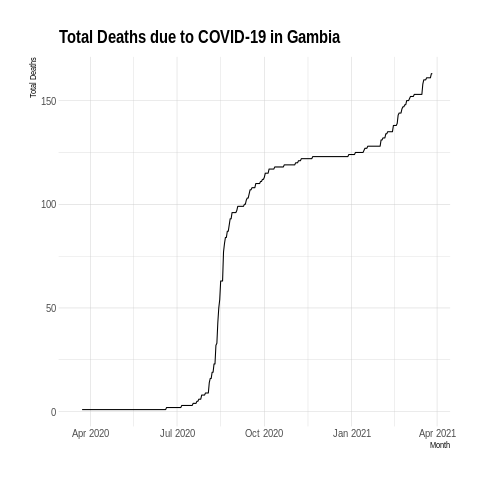 Total Deaths due to COVID-19 in Gambia
Total Deaths
150
100
50
0
Apr 2020 Jul 2020 Oct 2020 Jan 2021 Apr 2021
Month